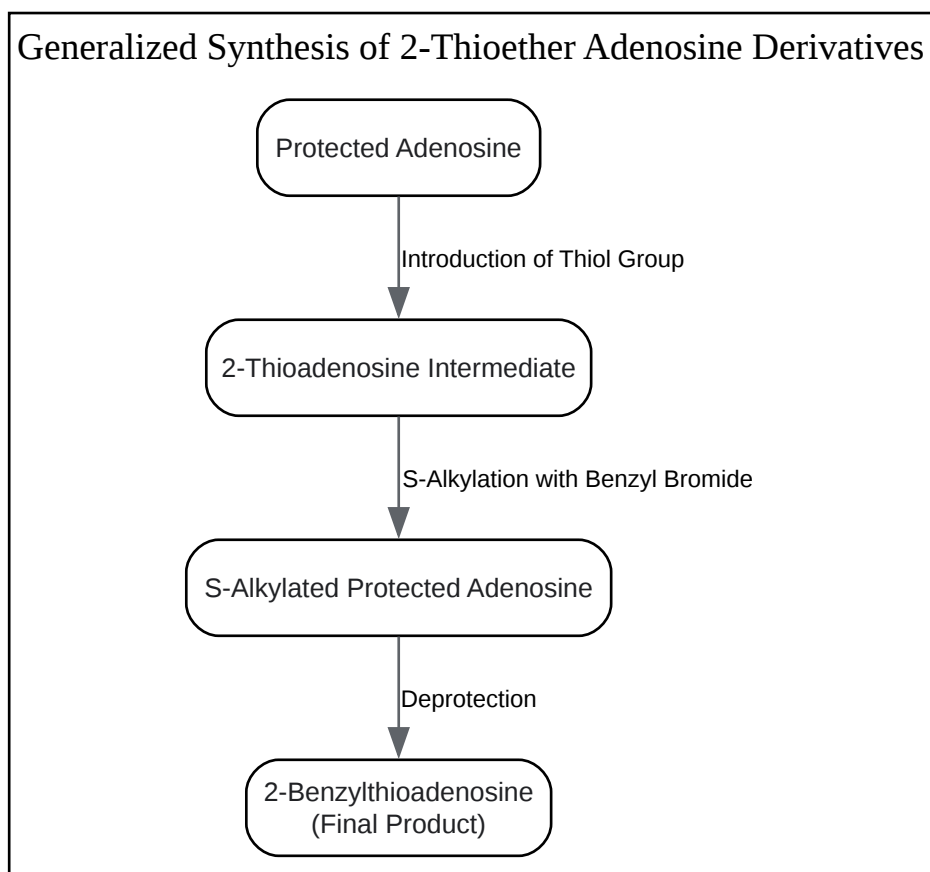 Generalized Synthesis of 2-Thioether Adenosine Derivatives
Protected Adenosine
Introduction of Thiol Group
2-Thioadenosine Intermediate
S-Alkylation with Benzyl Bromide
S-Alkylated Protected Adenosine
Deprotection
2-Benzylthioadenosine
(Final Product)